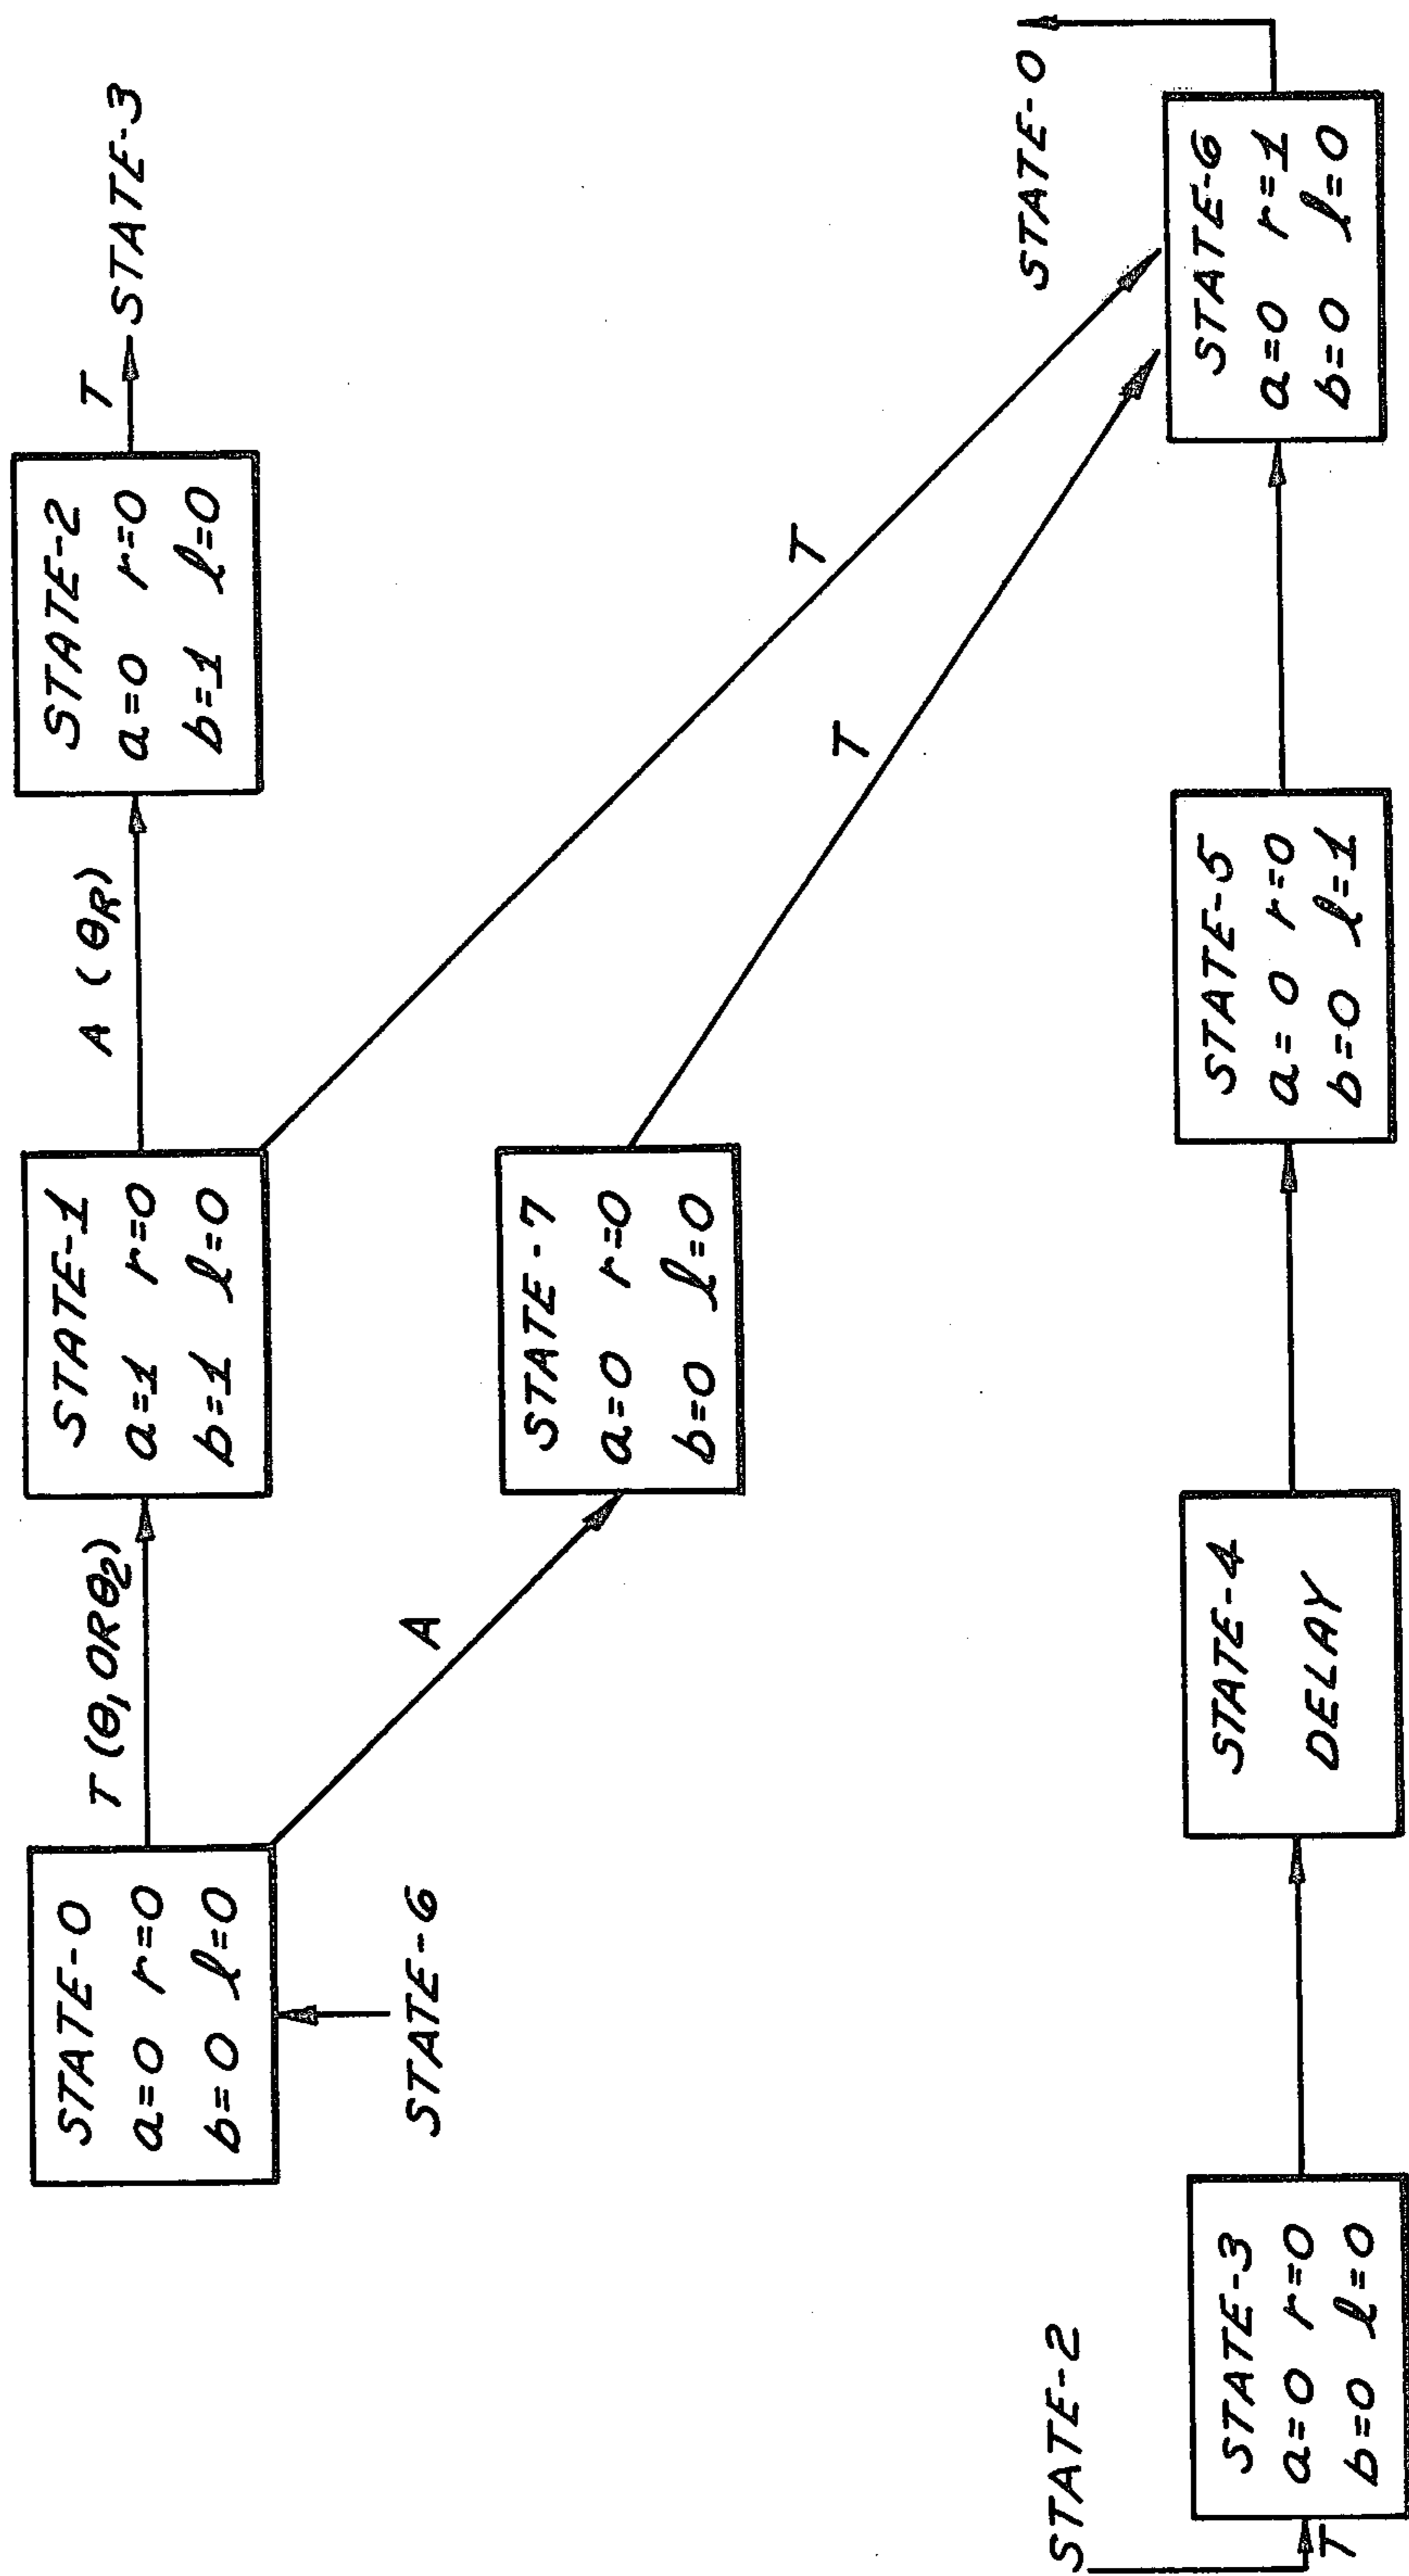 STATE-0
a=0 r=0
b=0 l=0
T (θ1 OR θ2)
STATE-1
a=1 r=0
b=1 l=0
A (θR)
STATE-2
a=0 r=0
b=1 l=0
T
STATE-3
STATE-6
A
STATE-7
a=0 r=0
b=0 l=0
T
T
STATE-2
T
STATE-3
a=0 r=0
b=0 l=0
STATE-4
DELAY
STATE-5
a=0 r=0
b=0 l=1
STATE-6
a=0 r=1
b=0 l=0
STATE-0